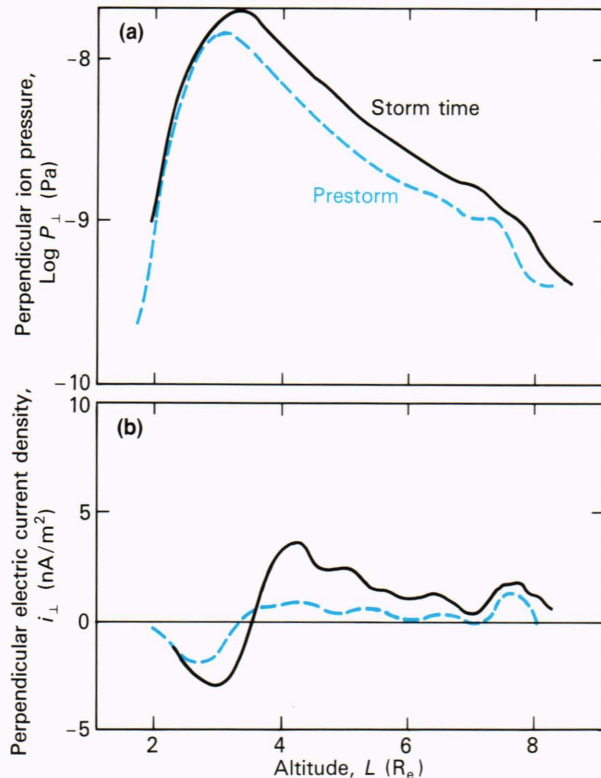 (a)
Perpendicular ion pressure,
Log P⊥ (Pa)
−8
−9
−10
Storm time
Prestorm
(b)
Perpendicular electric current density,
i⊥ (nA/m²)
10
5
0
−5
2 4 6 8
Altitude, L (Rₑ)